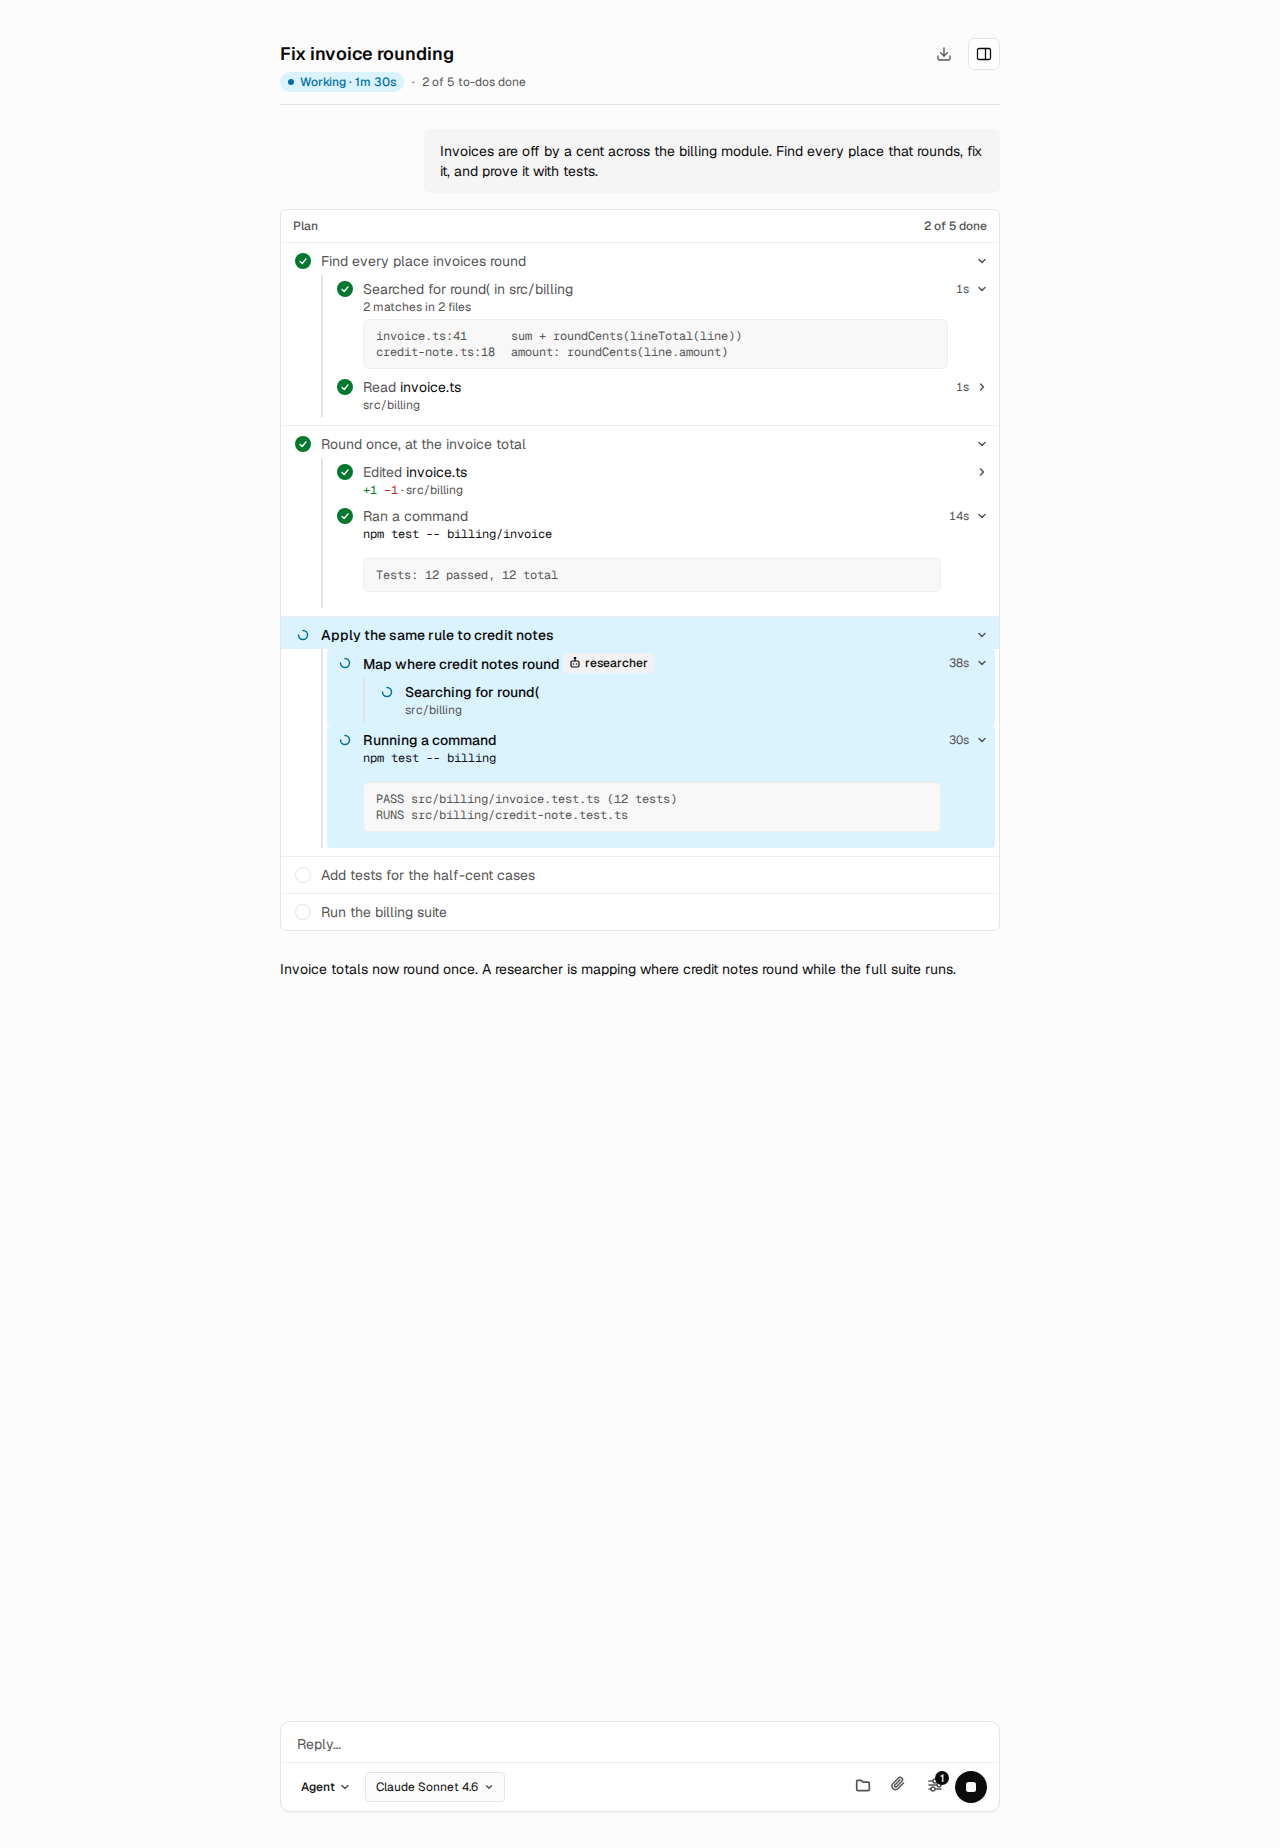 Fix invoice rounding
Working · 1m 30s · 2 of 5 to-dos done
Invoices are off by a cent across the billing module. Find every place that rounds, fix
it, and prove it with tests.
Plan 2 of 5 done
Find every place invoices round
Searched for round( in src/billing 1s
2 matches in 2 files
invoice.ts:41 sum + roundCents(lineTotal(line))
credit-note.ts:18 amount: roundCents(line.amount)
Read invoice.ts 1s
src/billing
Round once, at the invoice total
Edited invoice.ts
+1 −1 · src/billing
Ran a command 14s
npm test -- billing/invoice
Tests: 12 passed, 12 total
Apply the same rule to credit notes
Map where credit notes round researcher 38s
Searching for round(
src/billing
Running a command 30s
npm test -- billing
PASS src/billing/invoice.test.ts (12 tests)
RUNS src/billing/credit-note.test.ts
Add tests for the half-cent cases
Run the billing suite
Invoice totals now round once. A researcher is mapping where credit notes round while the full suite runs.
Reply…
Agent Claude Sonnet 4.6 1